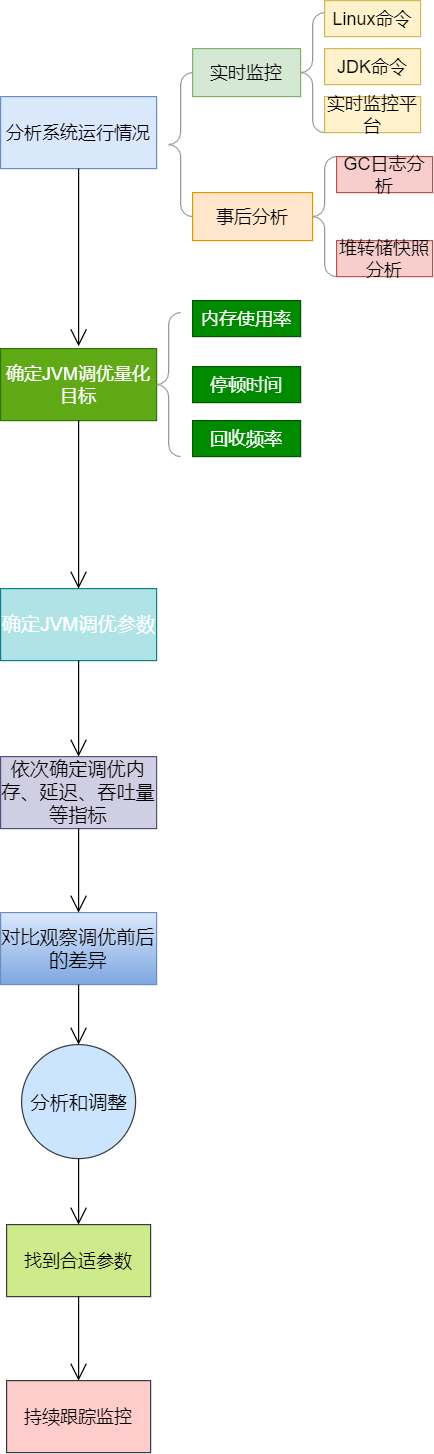 Linux命令
实时监控
JDK命令
实时监控平
台
分析系统运行情况
GC日志分
析
事后分析
堆转储快照
分析
内存使用率
确定JVM调优量化
目标
停顿时间
回收频率
确定JVM调优参数
依次确定调优内
存、延迟、吞吐量
等指标
对比观察调优前后
的差异
分析和调整
找到合适参数
持续跟踪监控